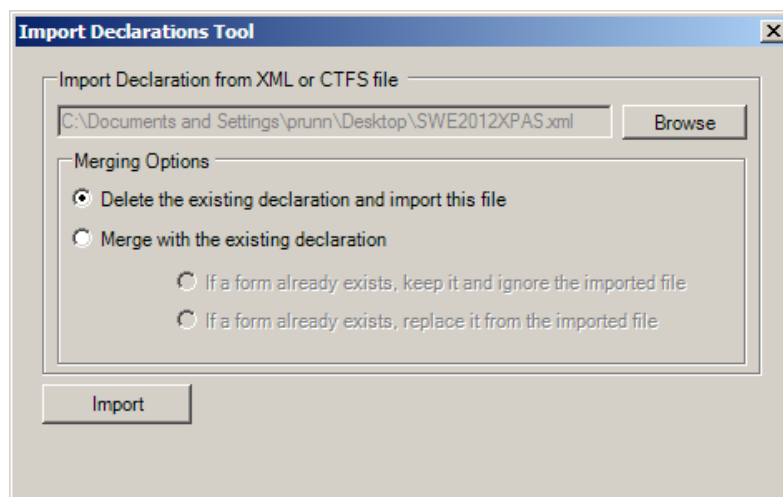 Import Declarations Tool
Import Declaration from XML or CTFS file
C:\Documents and Settings\prunn\Desktop\SWE2012XPAS.xml
Browse
Merging Options
Delete the existing declaration and import this file
Merge with the existing declaration
If a form already exists, keep it and ignore the imported file
If a form already exists, replace it from the imported file
Import